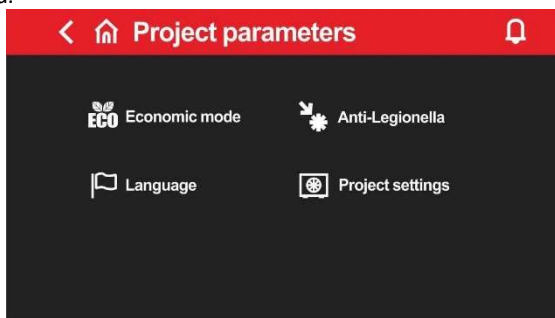 Project parameters
ECO Economic mode
Anti-Legionella
Language
Project settings